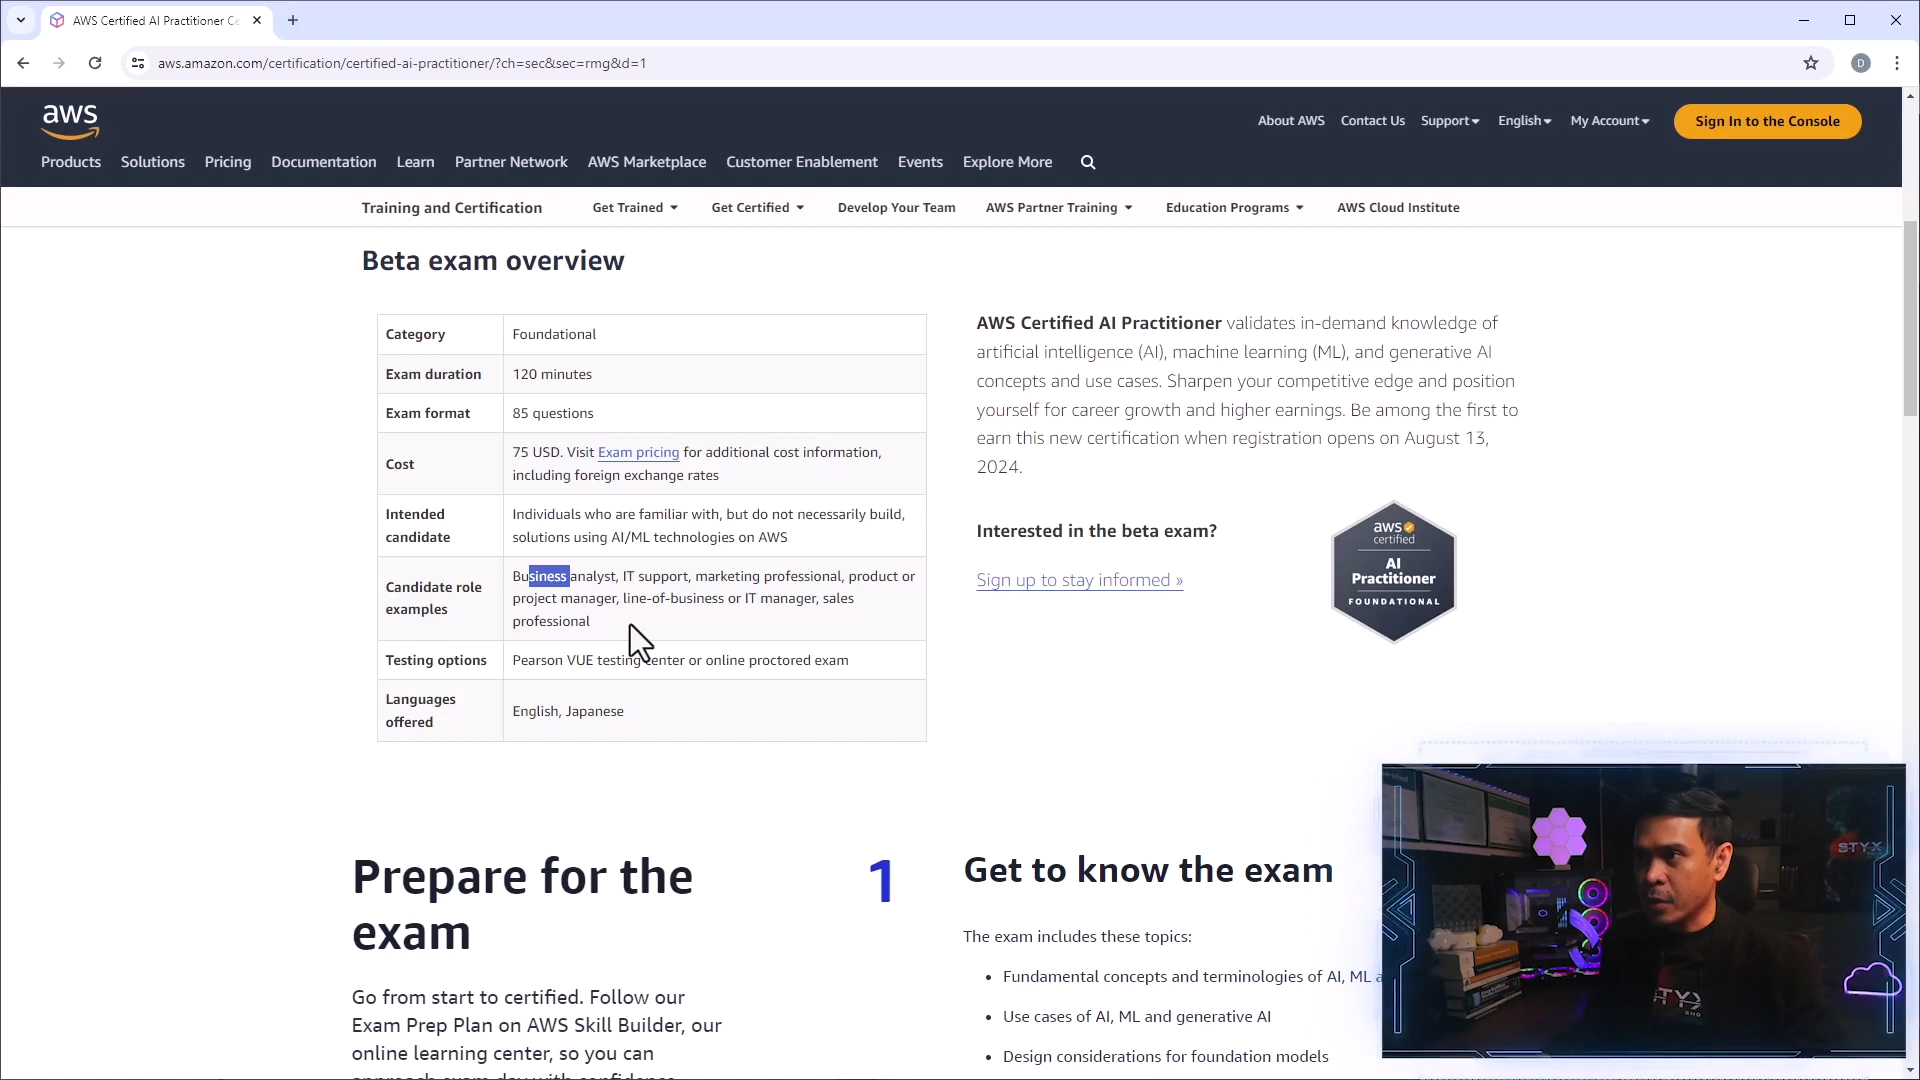 AWS Certified AI Practitioner Ce
aws.amazon.com/certification/certified-ai-practitioner/?ch=sec&sec=rmg&d=1
D
aws
About AWS Contact Us Support English My Account Sign In to the Console
Products Solutions Pricing Documentation Learn Partner Network AWS Marketplace Customer Enablement Events Explore More
Training and Certification Get Trained Get Certified Develop Your Team AWS Partner Training Education Programs AWS Cloud Institute
Beta exam overview
Category Foundational
Exam duration 120 minutes
Exam format 85 questions
Cost
75 USD. Visit Exam pricing for additional cost information,
including foreign exchange rates
Intended
candidate
Individuals who are familiar with, but do not necessarily build,
solutions using AI/ML technologies on AWS
Candidate role
examples
Business analyst, IT support, marketing professional, product or
project manager, line-of-business or IT manager, sales
professional
Testing options Pearson VUE testing center or online proctored exam
Languages
offered
English, Japanese
AWS Certified AI Practitioner validates in-demand knowledge of
artificial intelligence (AI), machine learning (ML), and generative AI
concepts and use cases. Sharpen your competitive edge and position
yourself for career growth and higher earnings. Be among the first to
earn this new certification when registration opens on August 13,
2024.
Interested in the beta exam?
Sign up to stay informed »
aws
certified
AI
Practitioner
FOUNDATIONAL
Prepare for the
exam
Go from start to certified. Follow our
Exam Prep Plan on AWS Skill Builder, our
online learning center, so you can
approach exam day with confidence.
1
Get to know the exam
The exam includes these topics:
• Fundamental concepts and terminologies of AI, ML a
• Use cases of AI, ML and generative AI
• Design considerations for foundation models
STYX